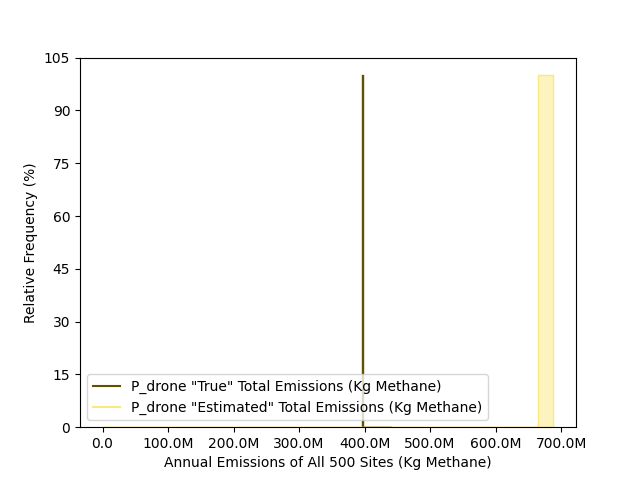 105
90
75
60
45
30
15
0
Relative Frequency (%)
P_drone "True" Total Emissions (Kg Methane)
P_drone "Estimated" Total Emissions (Kg Methane)
0.0 100.0M 200.0M 300.0M 400.0M 500.0M 600.0M 700.0M
Annual Emissions of All 500 Sites (Kg Methane)